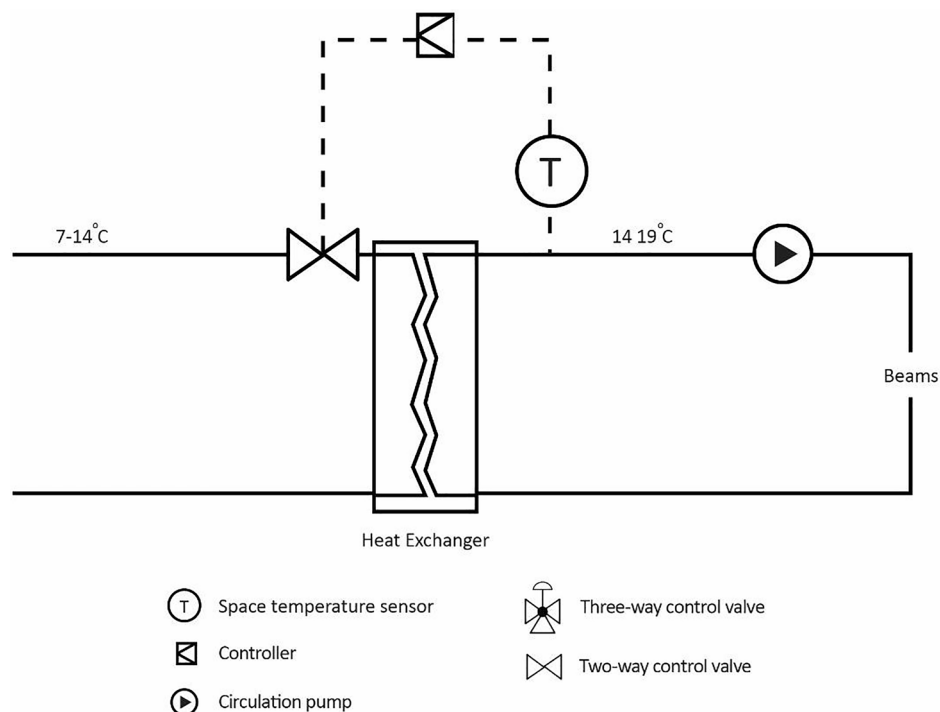 T
7-14°C
14 19°C
Beams
Heat Exchanger
T Space temperature sensor
Three-way control valve
Controller
Two-way control valve
Circulation pump